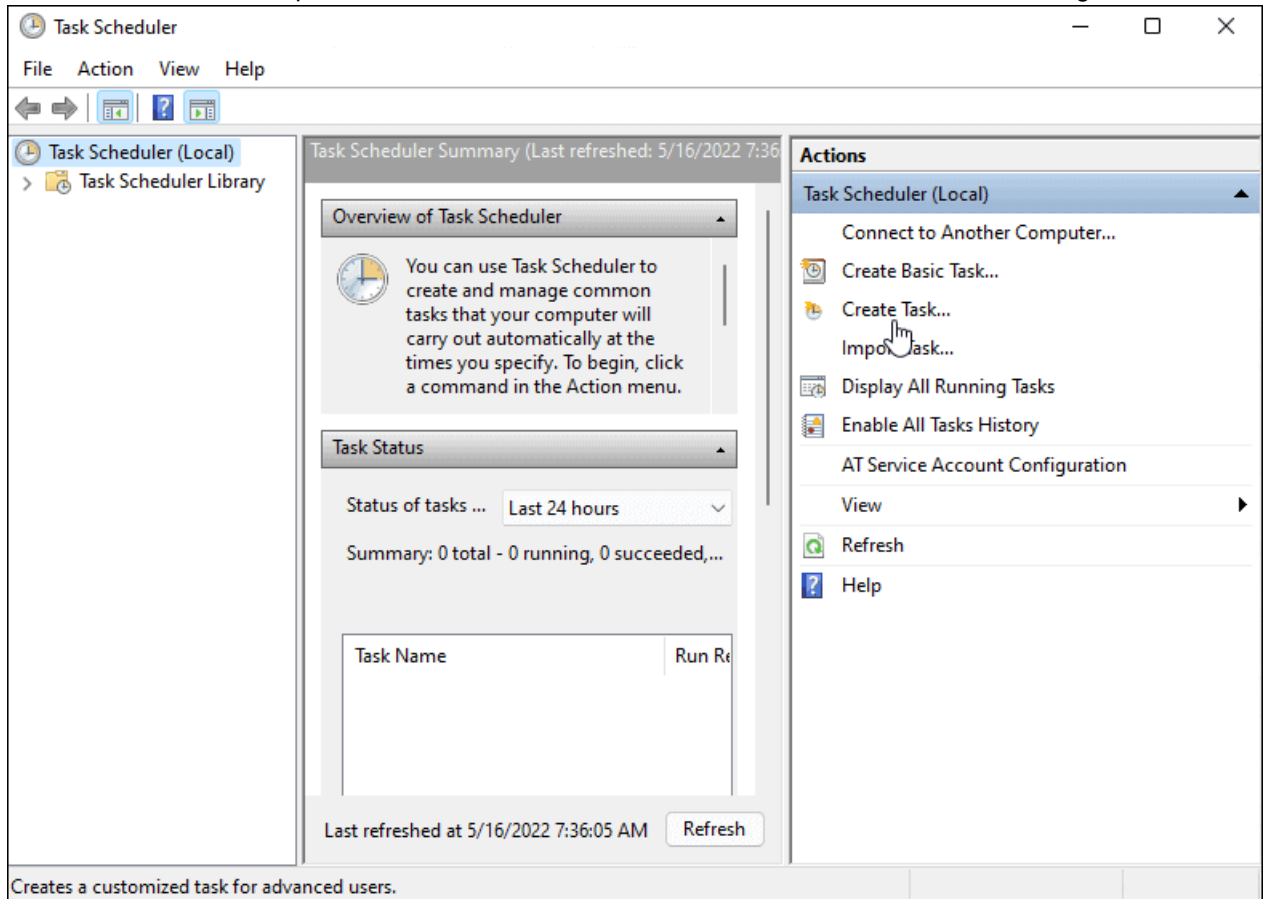 Task Scheduler
File Action View Help
Task Scheduler (Local)
Task Scheduler Library
Task Scheduler Summary (Last refreshed: 5/16/2022 7:36
Overview of Task Scheduler
You can use Task Scheduler to
create and manage common
tasks that your computer will
carry out automatically at the
times you specify. To begin, click
a command in the Action menu.
Task Status
Status of tasks ... Last 24 hours
Summary: 0 total - 0 running, 0 succeeded,...
Task Name Run Re
Last refreshed at 5/16/2022 7:36:05 AM Refresh
Actions
Task Scheduler (Local)
Connect to Another Computer...
Create Basic Task...
Create Task...
Import Task...
Display All Running Tasks
Enable All Tasks History
AT Service Account Configuration
View
Refresh
Help
Creates a customized task for advanced users.